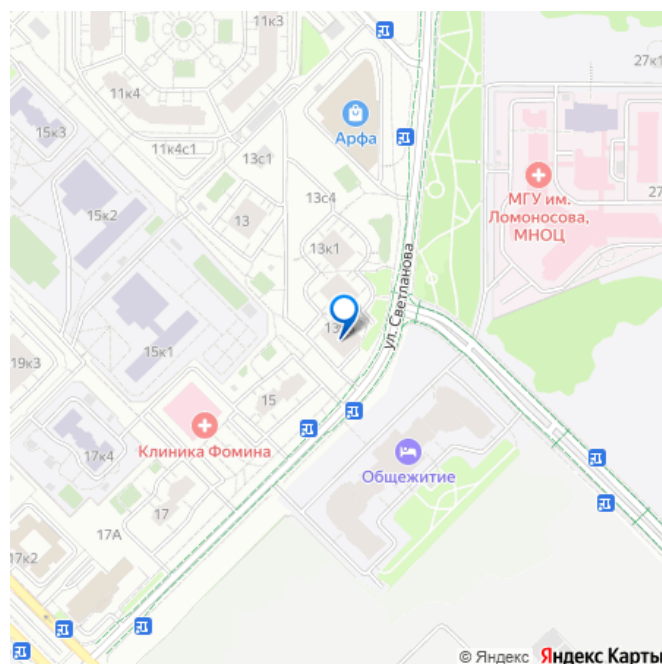 11к3
27к1
11к4
15к3
Арфа
11к4с1
13с1
МГУ им.
Ломоносова,
МНОЦ
27
13с4
15к2
13
13к1
ул. Светланова
15к1
19к3
15
Клиника Фомина
17к4
Общежитие
17
17А
17к2
© Яндекс Яндекс Карты